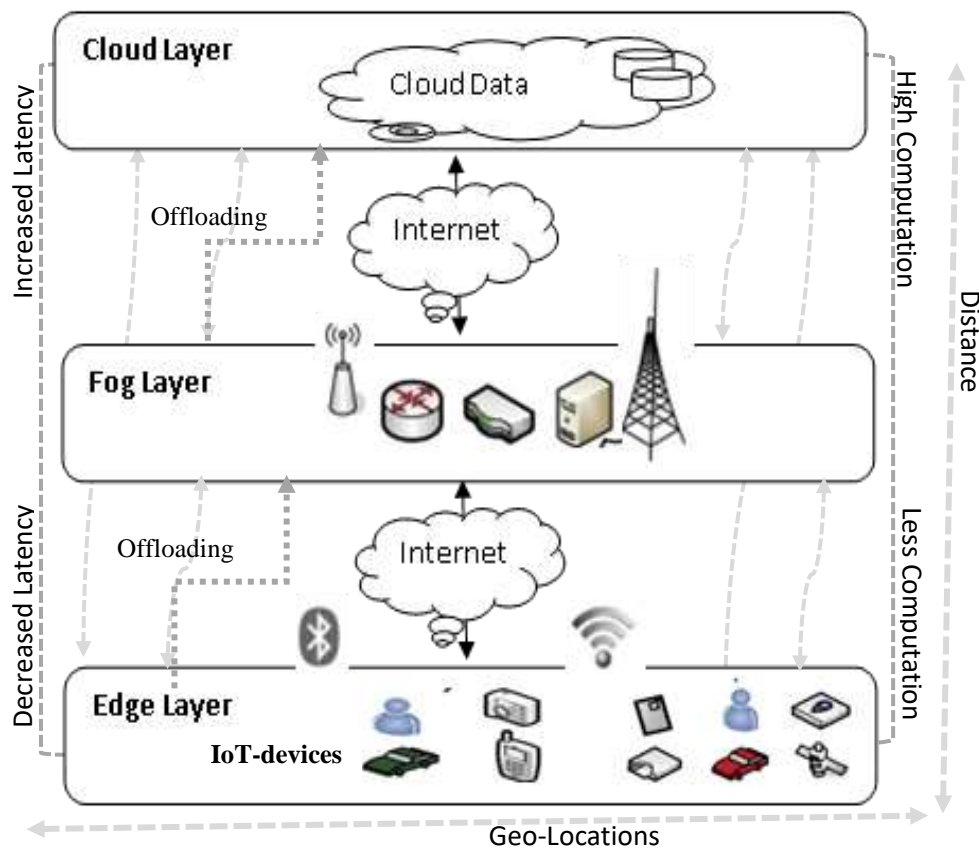 Cloud Layer
Cloud Data
Increased Latency
High Computation
Offloading
Internet
Distance
Fog Layer
Decreased Latency
Less Computation
Offloading
Internet
Edge Layer
IoT-devices
Geo-Locations